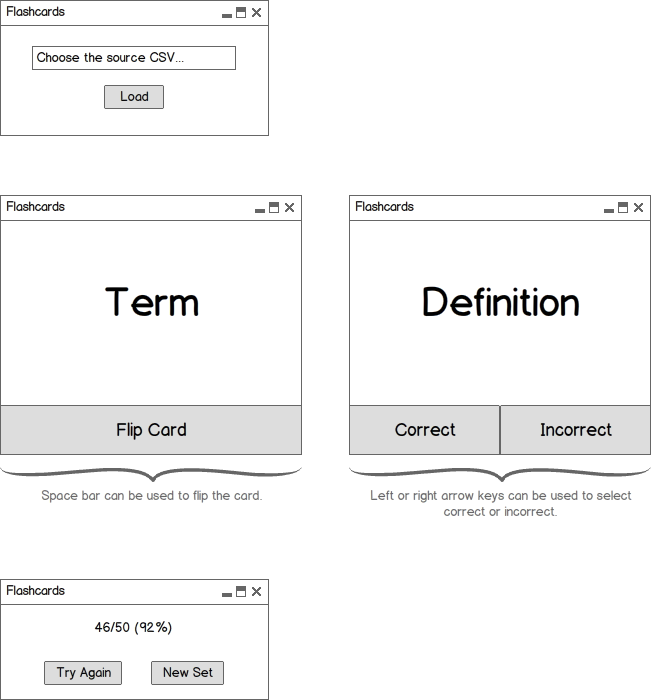 Flashcards
Choose the source CSV...
Load
Flashcards
Term
Flip Card
Space bar can be used to flip the card.
Flashcards
Definition
Correct
Incorrect
Left or right arrow keys can be used to select
correct or incorrect.
Flashcards
46/50 (92%)
Try Again
New Set